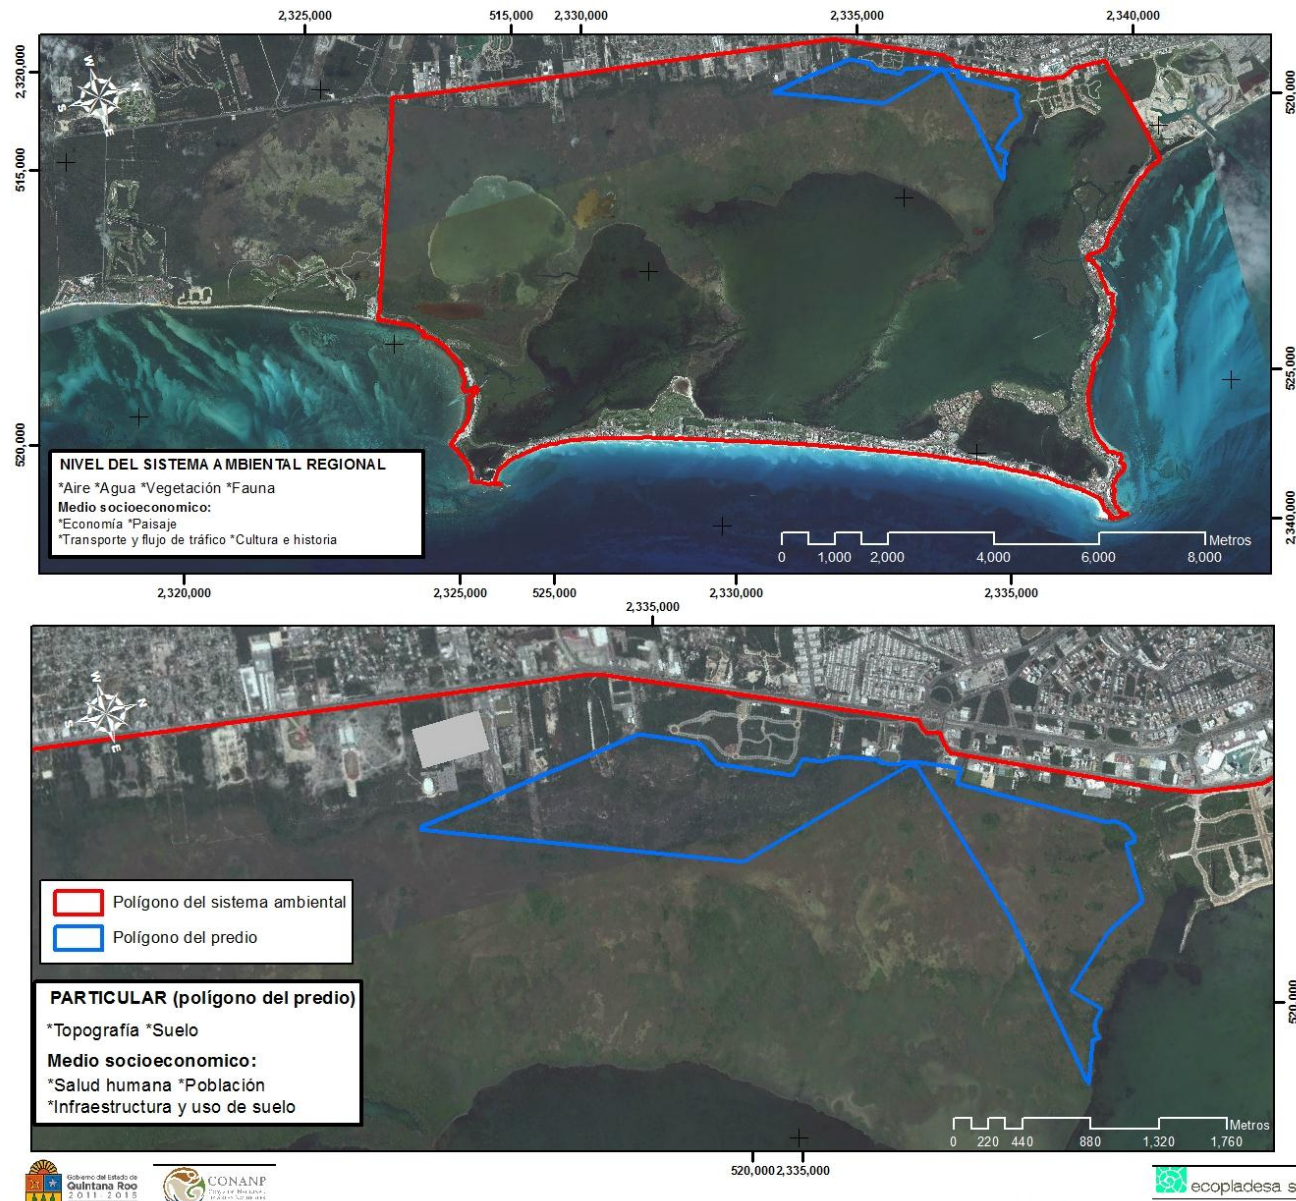 2,325,000 515,000 2,330,000 2,335,000 2,340,000
2,320,000
520,000
W
N
S
E
515,000
525,000
520,000
2,340,000
NIVEL DEL SISTEMA AMBIENTAL REGIONAL
*Aire *Agua *Vegetación *Fauna
Medio socioeconomico:
*Economía *Paisaje
*Transporte y flujo de tráfico *Cultura e historia
Metros
0 1,000 2,000 4,000 6,000 8,000
2,320,000 2,325,000 525,000 2,330,000 2,335,000
2,335,000
W
N
S
E
Polígono del sistema ambiental
Polígono del predio
520,000
PARTICULAR (polígono del predio)
*Topografía *Suelo
Medio socioeconomico:
*Salud humana *Población
*Infraestructura y uso de suelo
Metros
0 220 440 880 1,320 1,760
520,000 2,335,000
Gobierno del Estado de
Quintana Roo
2011 - 2016
CONANP
ecopladesa s